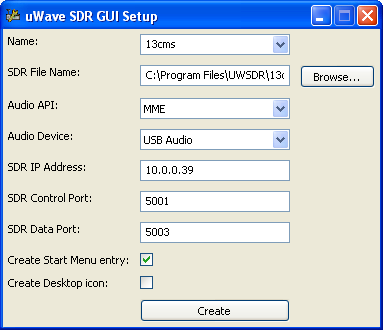 uWave SDR GUI Setup
Name: 13cms
SDR File Name: C:\Program Files\UWSDR\13c Browse...
Audio API: MME
Audio Device: USB Audio
SDR IP Address: 10.0.0.39
SDR Control Port: 5001
SDR Data Port: 5003
Create Start Menu entry:
Create Desktop icon:
Create